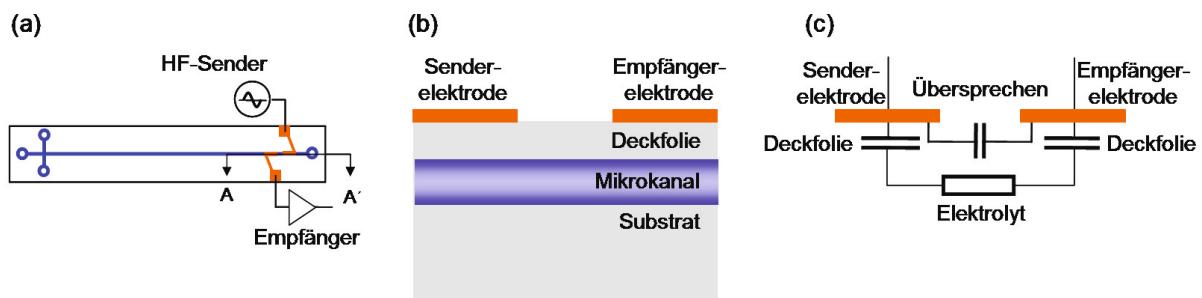 (a)
HF-Sender
A
A´
Empfänger
(b)
Sender-
elektrode
Empfänger-
elektrode
Deckfolie
Mikrokanal
Substrat
(c)
Sender-
elektrode
Übersprechen
Empfänger-
elektrode
Deckfolie
Deckfolie
Elektrolyt